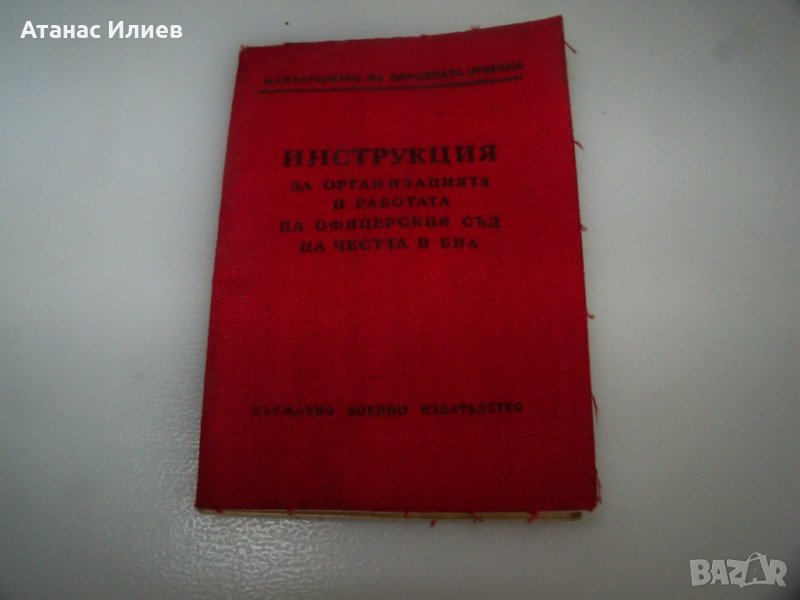 Атанас Илиев
МИНИСТЕРСТВО НА НАРОДНАТА ОТБРАНА
ИНСТРУКЦИЯ
ЗА ОРГАНИЗАЦИЯТА
И РАБОТАТА
НА ОФИЦЕРСКИЯ СЪД
НА ЧЕСТТА В БНА
ДЪРЖАВНО ВОЕННО ИЗДАТЕЛСТВО
BAZAR